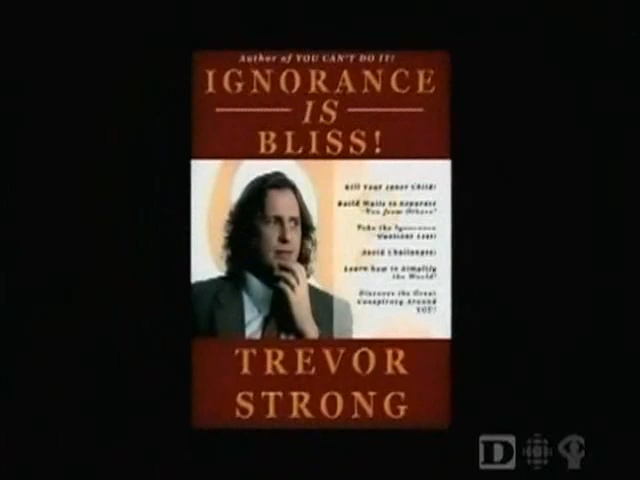 Author of YOU CAN'T DO IT!
IGNORANCE
IS
BLISS!
Kill Your Inner Child!
Build Walls to Separate
"You from Others"
Take the Ignorance
Quotient Test!
Avoid Challenges!
Learn how to Simplify
the World!
Discover the Great
Conspiracy Around
YOU!
TREVOR
STRONG
D